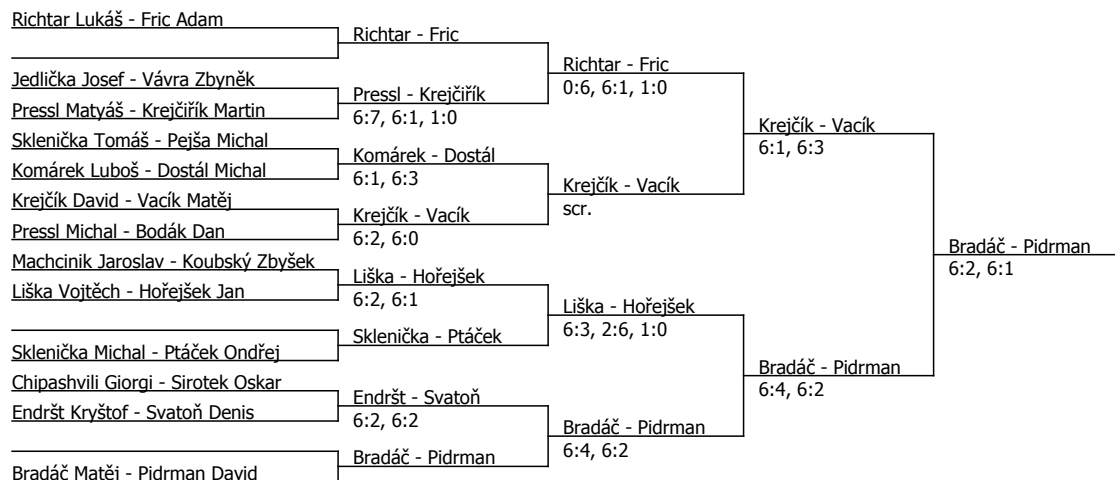 Richtar Lukáš - Fric Adam
Jedlička Josef - Vávra Zbyněk
Pressl Matyáš - Krejčiřík Martin
Sklenička Tomáš - Pejša Michal
Komárek Luboš - Dostál Michal
Krejčík David - Vacík Matěj
Pressl Michal - Bodák Dan
Machcinik Jaroslav - Koubský Zbyšek
Liška Vojtěch - Hořejšek Jan
Sklenička Michal - Ptáček Ondřej
Chipashvili Giorgi - Sirotek Oskar
Endršt Kryštof - Svatoň Denis
Bradáč Matěj - Pidrman David
Richtar - Fric
Pressl - Krejčiřík
6:7, 6:1, 1:0
Komárek - Dostál
6:1, 6:3
Krejčík - Vacík
6:2, 6:0
Liška - Hořejšek
6:2, 6:1
Sklenička - Ptáček
Endršt - Svatoň
6:2, 6:2
Bradáč - Pidrman
Richtar - Fric
0:6, 6:1, 1:0
Krejčík - Vacík
scr.
Liška - Hořejšek
6:3, 2:6, 1:0
Bradáč - Pidrman
6:4, 6:2
Krejčík - Vacík
6:1, 6:3
Bradáč - Pidrman
6:4, 6:2
Bradáč - Pidrman
6:2, 6:1